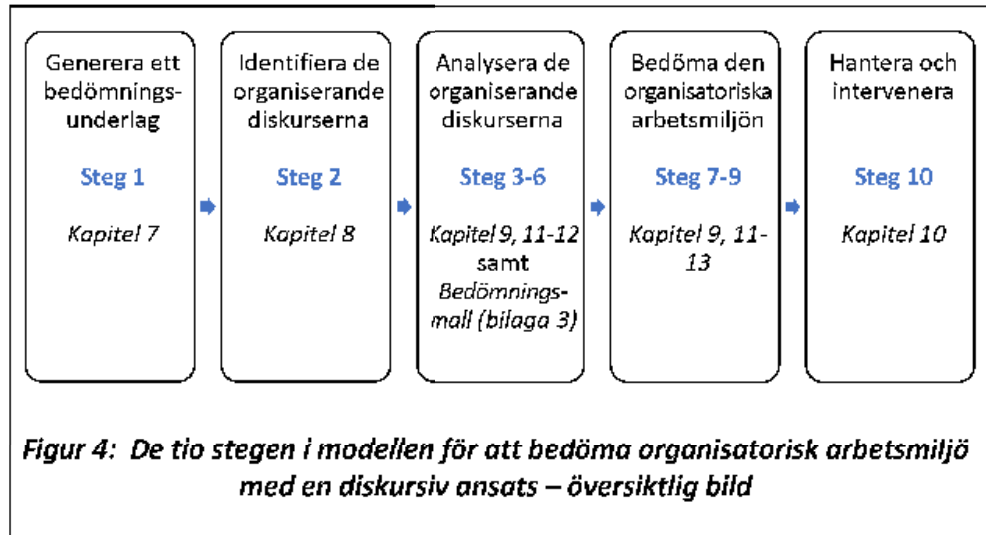 Generera ett
bedömnings-
underlag
Steg 1
Kapitel 7
Identifiera de
organiserande
diskurserna
Steg 2
Kapitel 8
Analysera de
organiserande
diskurserna
Steg 3-6
Kapitel 9, 11-12
samt
Bedömnings-
mall (bilaga 3)
Bedöma den
organisatoriska
arbetsmiljön
Steg 7-9
Kapitel 9, 11-
13
Hantera och
intervenera
Steg 10
Kapitel 10
Figur 4: De tio stegen i modellen för att bedöma organisatorisk arbetsmiljö
med en diskursiv ansats – översiktlig bild